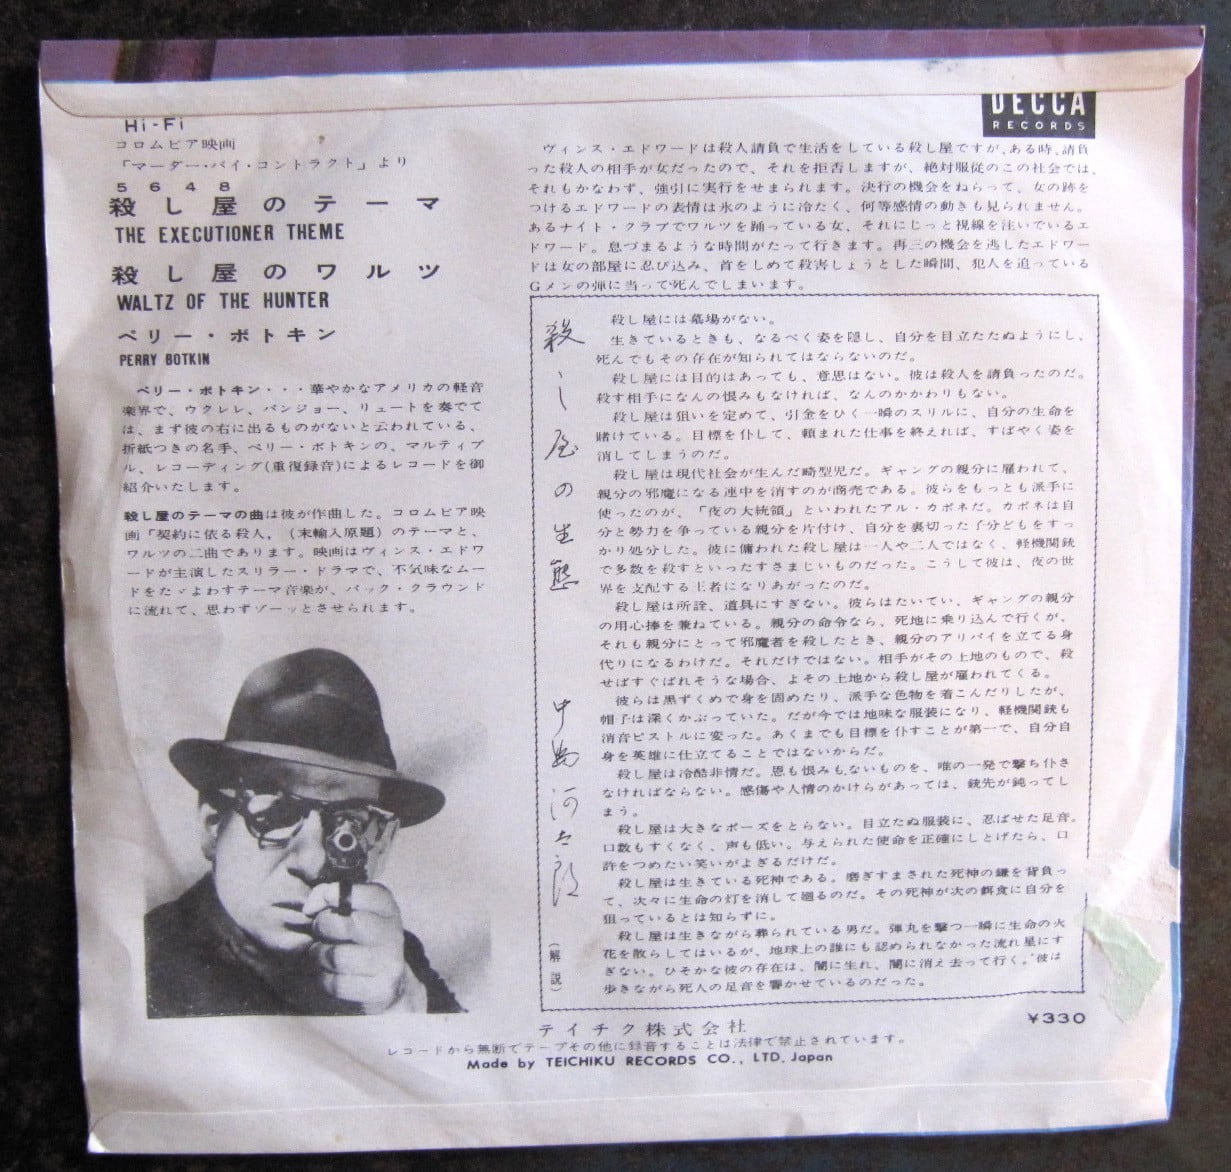 DECCA
RECORDS
Hi-Fi
コロムビア映画
「マーダー・バイ・コントラクト」より
5648
殺し屋のテーマ
THE EXECUTIONER THEME
殺し屋のワルツ
WALTZ OF THE HUNTER
ペリー・ボトキン
PERRY BOTKIN
ペリー・ボトキン・・・華やかなアメリカの軽音
楽界で、ウクレレ、バンジョー、リュートを奏でて
は、まず彼の右に出るものがないと云われている、
折紙つきの名手、ペリー・ボトキンの、マルティプ
ル、レコーディング(重復録音)によるレコードを御
紹介いたします。
殺し屋のテーマの曲は彼が作曲した。コロムビア映
画「契約に依る殺人，(未輸入原題)のテーマと、
ワルツの二曲であります。映画はヴィンス・エドワ
ードが主演したスリラー・ドラマで、不気味なムー
ドをたゞよわすテーマ音楽が、バック・クラウンド
に流れて、思わずゾーッとさせられます。
ヴィンス・エドワードは殺人請負で生活をしている殺し屋ですが、ある時、請負
った殺人の相手が女だったので、それを拒否しますが、絶対服従のこの社会では、
それもかなわず、強引に実行をせまられます。決行の機会をねらって、女の跡を
つけるエドワードの表情は氷のように冷たく、何等感情の動きも見られません。
あるナイト・クラブでワルツを踊っている女、それにじっと視線を注いでいるエ
ドワード。息づまるような時間がたって行きます。再三の機会を逃したエドワー
ドは女の部屋に忍び込み、首をしめて殺害しようとした瞬間、犯人を追っている
Gメンの弾に当って死んでしまいます。
殺し屋の生態 中島河太郎
(解説)
殺し屋には墓場がない。
生きているときも、なるべく姿を隠し、自分を目立たたぬようにし、
死んでもその存在が知られてはならないのだ。
殺し屋には目的はあっても、意思はない。彼は殺人を請負ったのだ。
殺す相手になんの恨みもなければ、なんのかかわりもない。
殺し屋は狙いを定めて、引金をひく一瞬のスリルに、自分の生命を
賭けている。目標を仆して、頼まれた仕事を終えれば、すばやく姿を
消してしまうのだ。
殺し屋は現代社会が生んだ畸型児だ。ギャングの親分に雇われて、
親分の邪魔になる連中を消すのが商売である。彼らをもっとも派手に
使ったのが、「夜の大統領」といわれたアル・カポネだ。カポネは自
分と勢力を争っている親分を片付け、自分を裏切った子分どもをすっ
かり処分した。彼に傭われた殺し屋は一人や二人ではなく、軽機関銃
で多数を殺すといったすさまじいものだった。こうして彼は、夜の世
界を支配する王者になりあがったのだ。
殺し屋は所詮、道具にすぎない。彼らはたいてい、ギャングの親分
の用心捧を兼ねている。親分の命令なら、死地に乗り込んで行くが、
それも親分にとって邪魔者を殺したとき、親分のアリバイを立てる身
代りになるわけだ。それだけではない。相手がその土地のもので、殺
せばすぐばれそうな場合、よその土地から殺し屋が雇われてくる。
彼らは黒ずくめで身を固めたり、派手な色物を着こんだりしたが、
帽子は深くかぶっていた。だが今では地味な服装になり、軽機関銃も
消音ピストルに変った。あくまでも目標を仆すことが第一で、自分自
身を英雄に仕立てることではないからだ。
殺し屋は冷酷非情だ。恩も恨みもないものを、唯の一発で撃ち仆さ
なければならない。感傷や人情のかけらがあっては、銃先が鈍ってし
まう。
殺し屋は大きなポーズをとらない。目立たぬ服装に、忍ばせた足音。
口数もすくなく、声も低い。与えられた使命を正確にしとげたら、口
許をつめたい笑いがよぎるだけだ。
殺し屋は生きている死神である。磨ぎすまされた死神の鎌を背負っ
て、次々に生命の灯を消して廻るのだ。その死神が次の餌食に自分を
狙っているとは知らずに。
殺し屋は生きながら葬られている男だ。弾丸を撃つ一瞬に生命の火
花を散らしてはいるが、地球上の誰にも認められなかった流れ星にす
ぎない。ひそかな彼の存在は、闇に生れ、闇に消え去って行く。彼は
歩きながら死人の足音を響かせているのだった。
¥330
テイチク株式会社
レコードから無断でテープその他に録音することは法律で禁止されています。
Made by TEICHIKU RECORDS CO., LTD, Japan